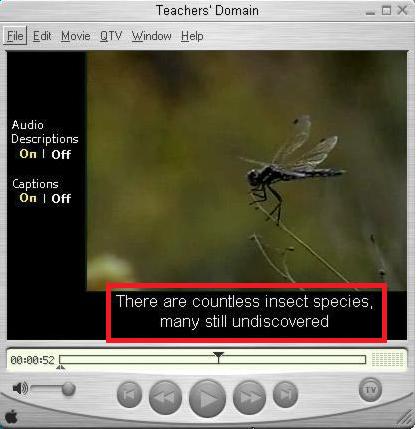 Teachers' Domain
File Edit Movie QTV Window Help
Audio
Descriptions
On | Off
Captions
On | Off
There are countless insect species,
many still undiscovered
00:00:52
TV